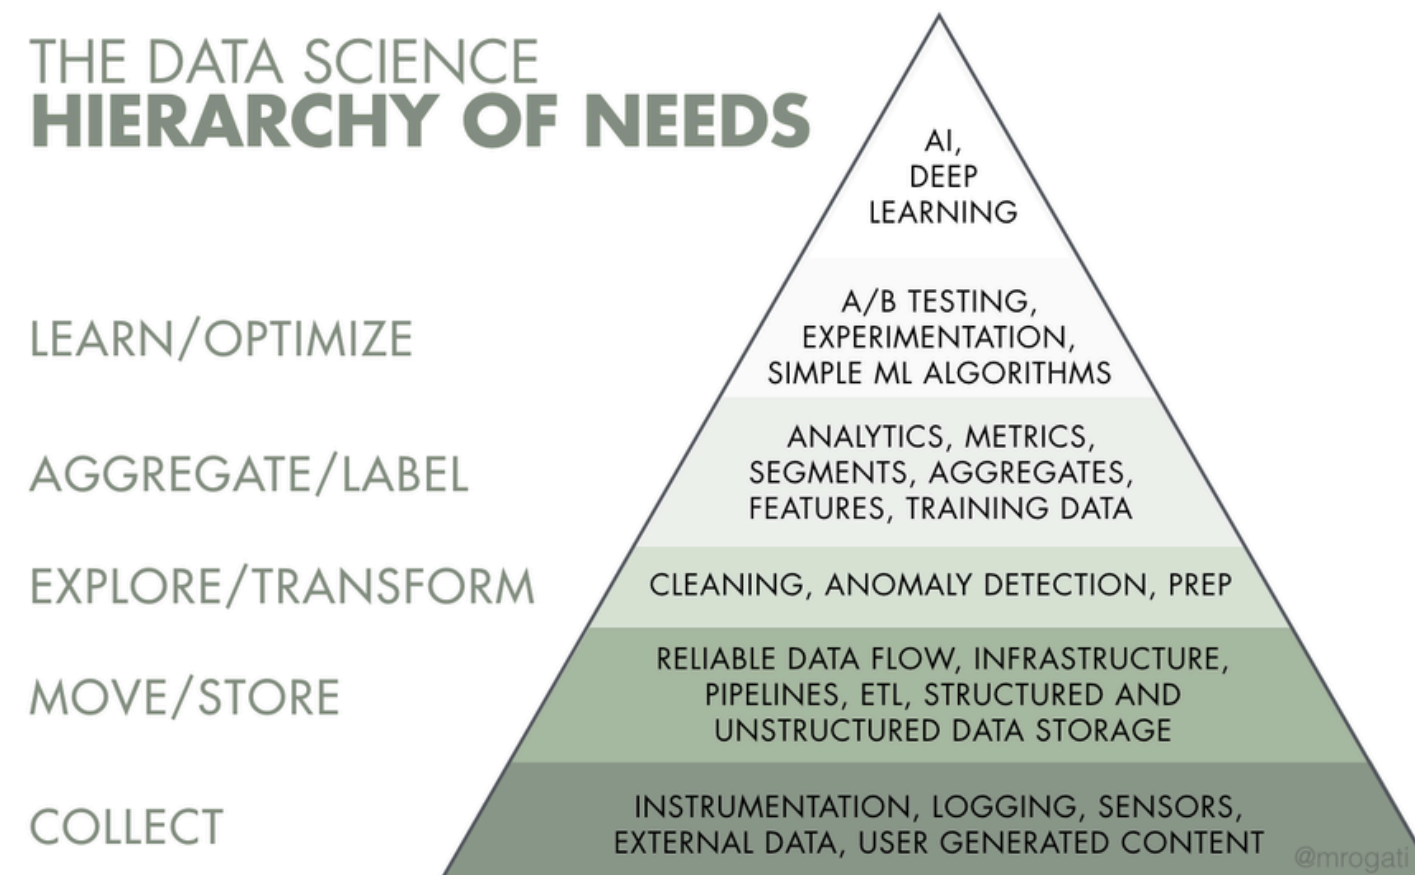 THE DATA SCIENCE
HIERARCHY OF NEEDS
AI,
DEEP
LEARNING
LEARN/OPTIMIZE
A/B TESTING,
EXPERIMENTATION,
SIMPLE ML ALGORITHMS
AGGREGATE/LABEL
ANALYTICS, METRICS,
SEGMENTS, AGGREGATES,
FEATURES, TRAINING DATA
EXPLORE/TRANSFORM
CLEANING, ANOMALY DETECTION, PREP
MOVE/STORE
RELIABLE DATA FLOW, INFRASTRUCTURE,
PIPELINES, ETL, STRUCTURED AND
UNSTRUCTURED DATA STORAGE
COLLECT
INSTRUMENTATION, LOGGING, SENSORS,
EXTERNAL DATA, USER GENERATED CONTENT
@mrogati